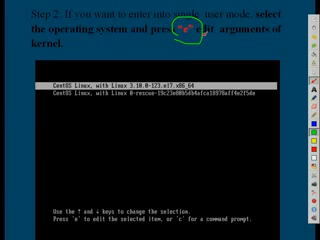 Step 2: If you want to enter into single user mode, select
the operating system and press "e" edit arguments of
kernel.
CentOS Linux, with Linux 3.10.0-123.el7.x86_64
CentOS Linux, with Linux 0-rescue-19c23e80b5db4afca18978aff4e2f5de
Use the ↑ and ↓ keys to change the selection.
Press 'e' to edit the selected item, or 'c' for a command prompt.